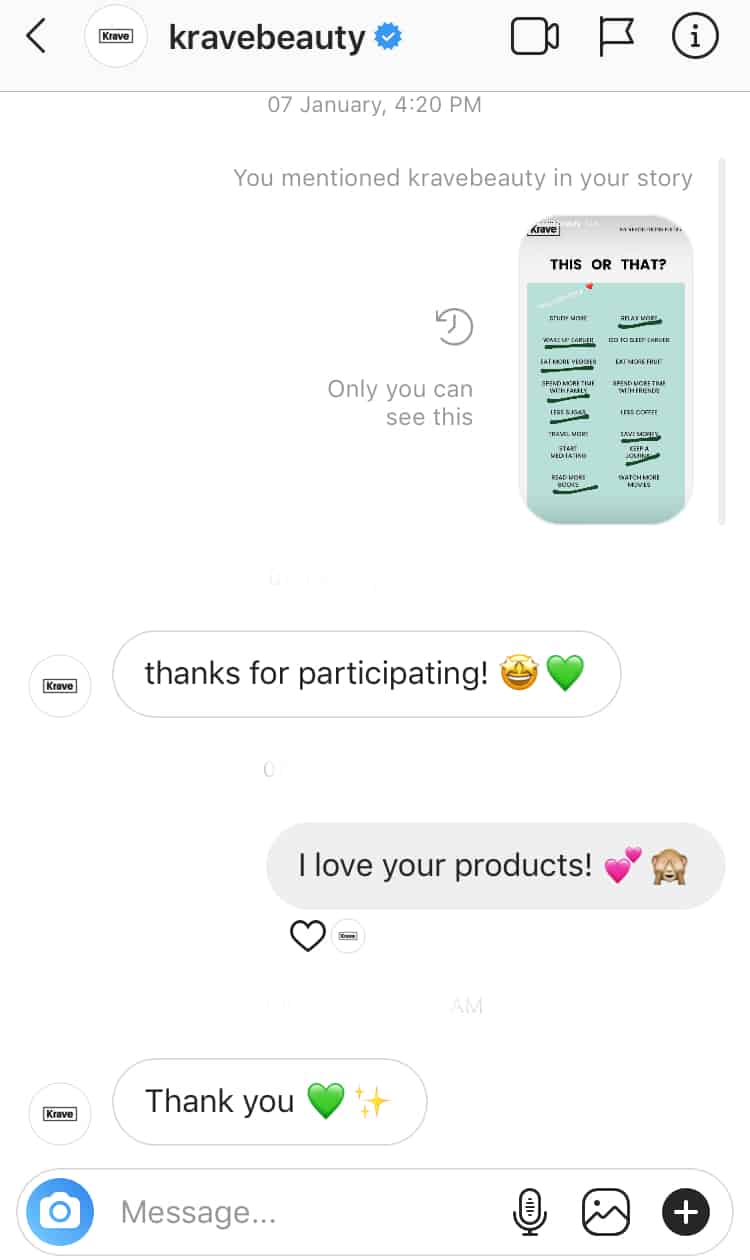 Krave
kravebeauty
07 January, 4:20 PM
You mentioned kravebeauty in your story
Krave
THIS OR THAT?
STUDY MORE
RELAX MORE
WAKE UP EARLIER
GO TO SLEEP EARLIER
EAT MORE VEGGIES
EAT MORE FRUIT
SPEND MORE TIME
WITH FAMILY
SPEND MORE TIME
WITH FRIENDS
LESS SUGAR
LESS COFFEE
TRAVEL MORE
SAVE MONEY
START
MEDITATING
KEEP A
JOURNAL
READ MORE
BOOKS
WATCH MORE
MOVIES
Only you can
see this
thanks for participating! 🤩💚
Krave
I love your products! 💕🙈
Krave
AM
Thank you 💚✨
Krave
Message...